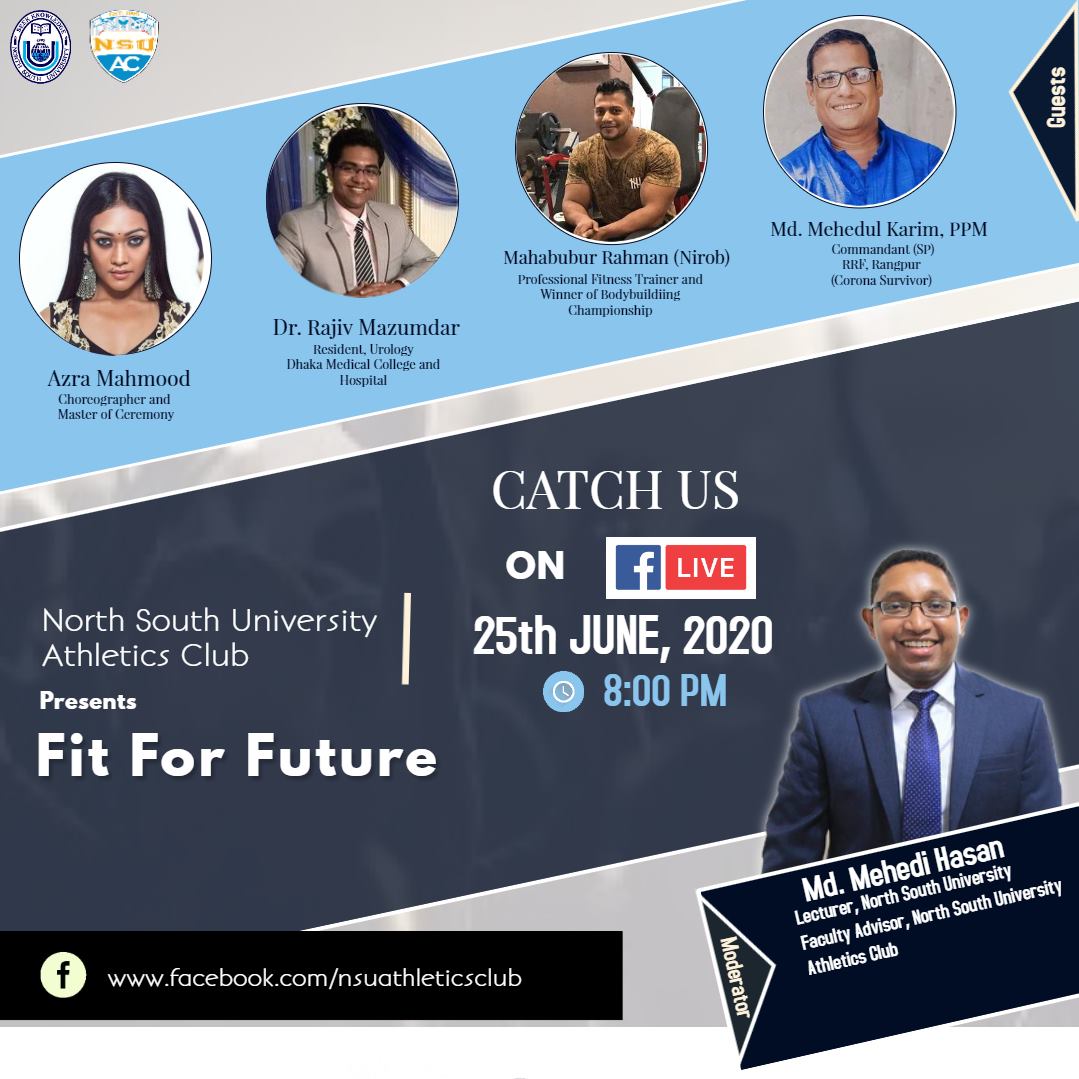 NORTH SOUTH UNIVERSITY
NSU
AC
Guests
Azra Mahmood
Choreographer and
Master of Ceremony
Dr. Rajiv Mazumdar
Resident, Urology
Dhaka Medical College and
Hospital
Mahabubur Rahman (Nirob)
Professional Fitness Trainer and
Winner of Bodybuildiing
Championship
Md. Mehedul Karim, PPM
Commandant (SP)
RRF, Rangpur
(Corona Survivor)
CATCH US
ON
f LIVE
25th JUNE, 2020
8:00 PM
North South University
Athletics Club
Presents
Fit For Future
Md. Mehedi Hasan
Lecturer, North South University
Faculty Advisor, North South University
Athletics Club
Moderator
f
www.facebook.com/nsuathleticsclub